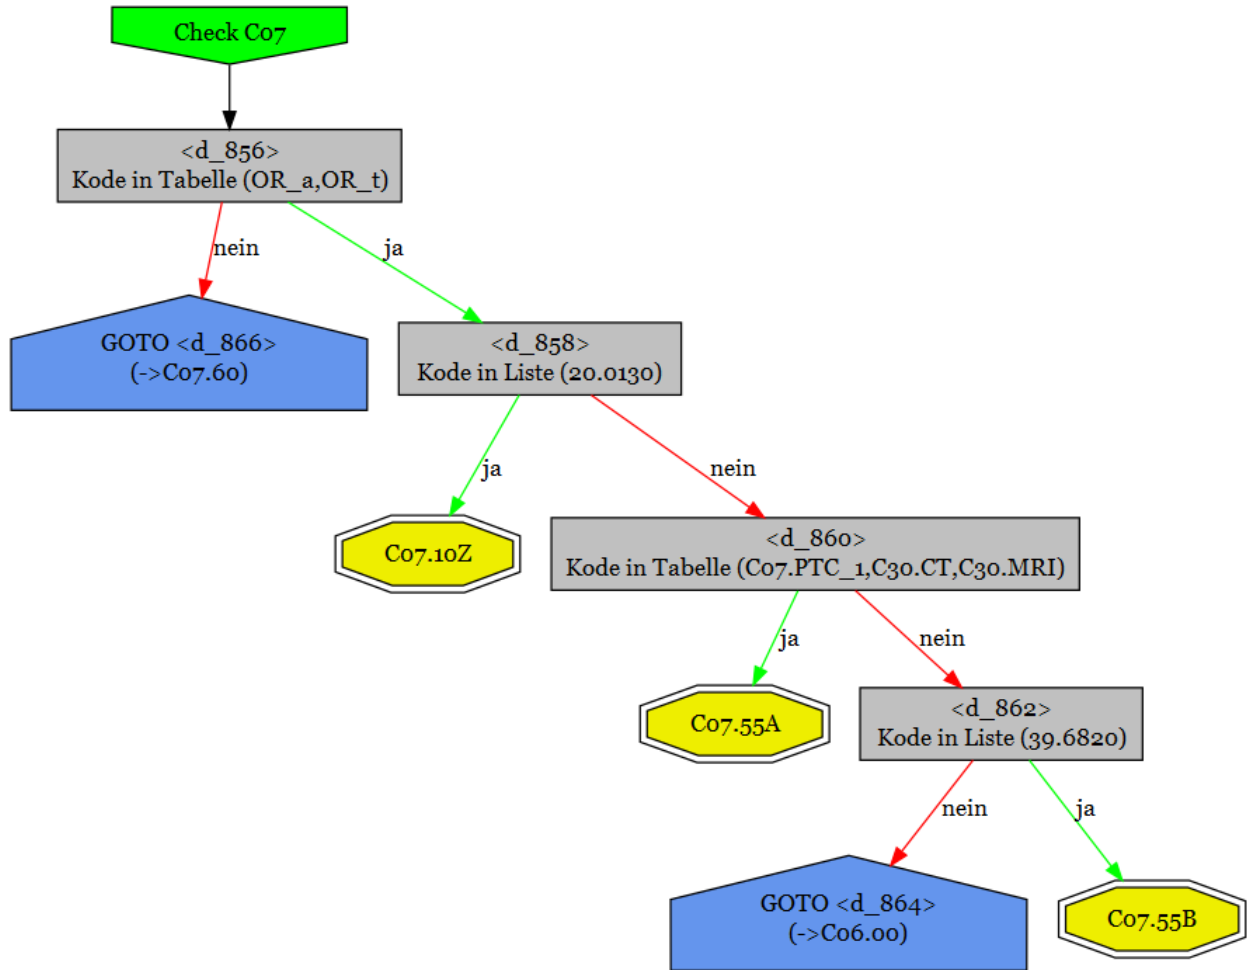 Check C07
<d_856>
Kode in Tabelle (OR_a,OR_t)
nein
ja
GOTO <d_866>
(->C07.60)
<d_858>
Kode in Liste (20.0130)
ja
nein
C07.10Z
<d_860>
Kode in Tabelle (C07.PTC_1,C30.CT,C30.MRI)
ja
nein
C07.55A
<d_862>
Kode in Liste (39.6820)
nein
ja
GOTO <d_864>
(->C06.00)
C07.55B